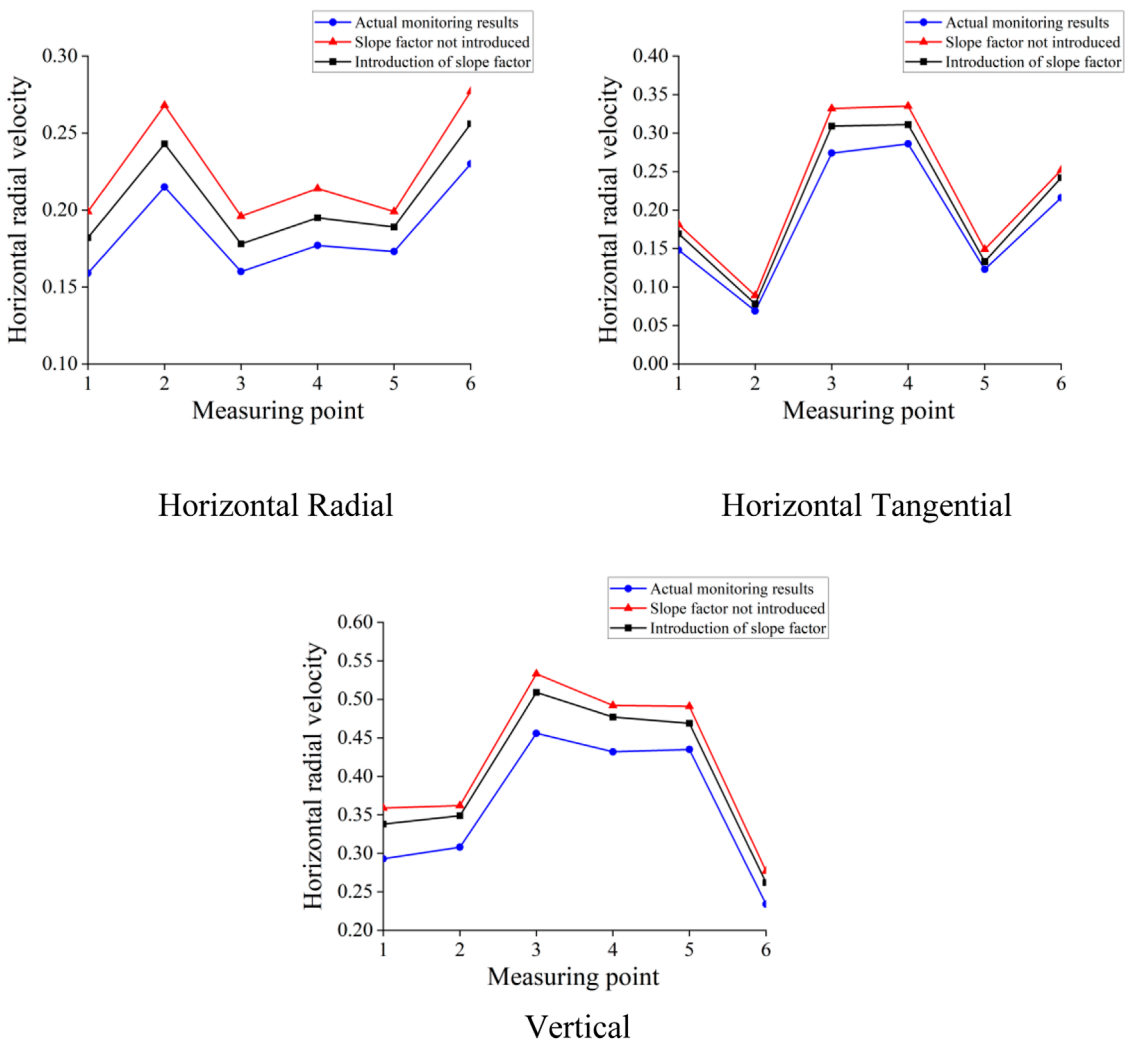 Actual monitoring results
Slope factor not introduced
Introduction of slope factor
0.30
0.25
0.20
0.15
0.10
Horizontal radial velocity
1 2 3 4 5 6
Measuring point
Horizontal Radial
Actual monitoring results
Slope factor not introduced
Introduction of slope factor
0.40
0.35
0.30
0.25
0.20
0.15
0.10
0.05
0.00
Horizontal radial velocity
1 2 3 4 5 6
Measuring point
Horizontal Tangential
Actual monitoring results
Slope factor not introduced
Introduction of slope factor
0.60
0.55
0.50
0.45
0.40
0.35
0.30
0.25
0.20
Horizontal radial velocity
1 2 3 4 5 6
Measuring point
Vertical